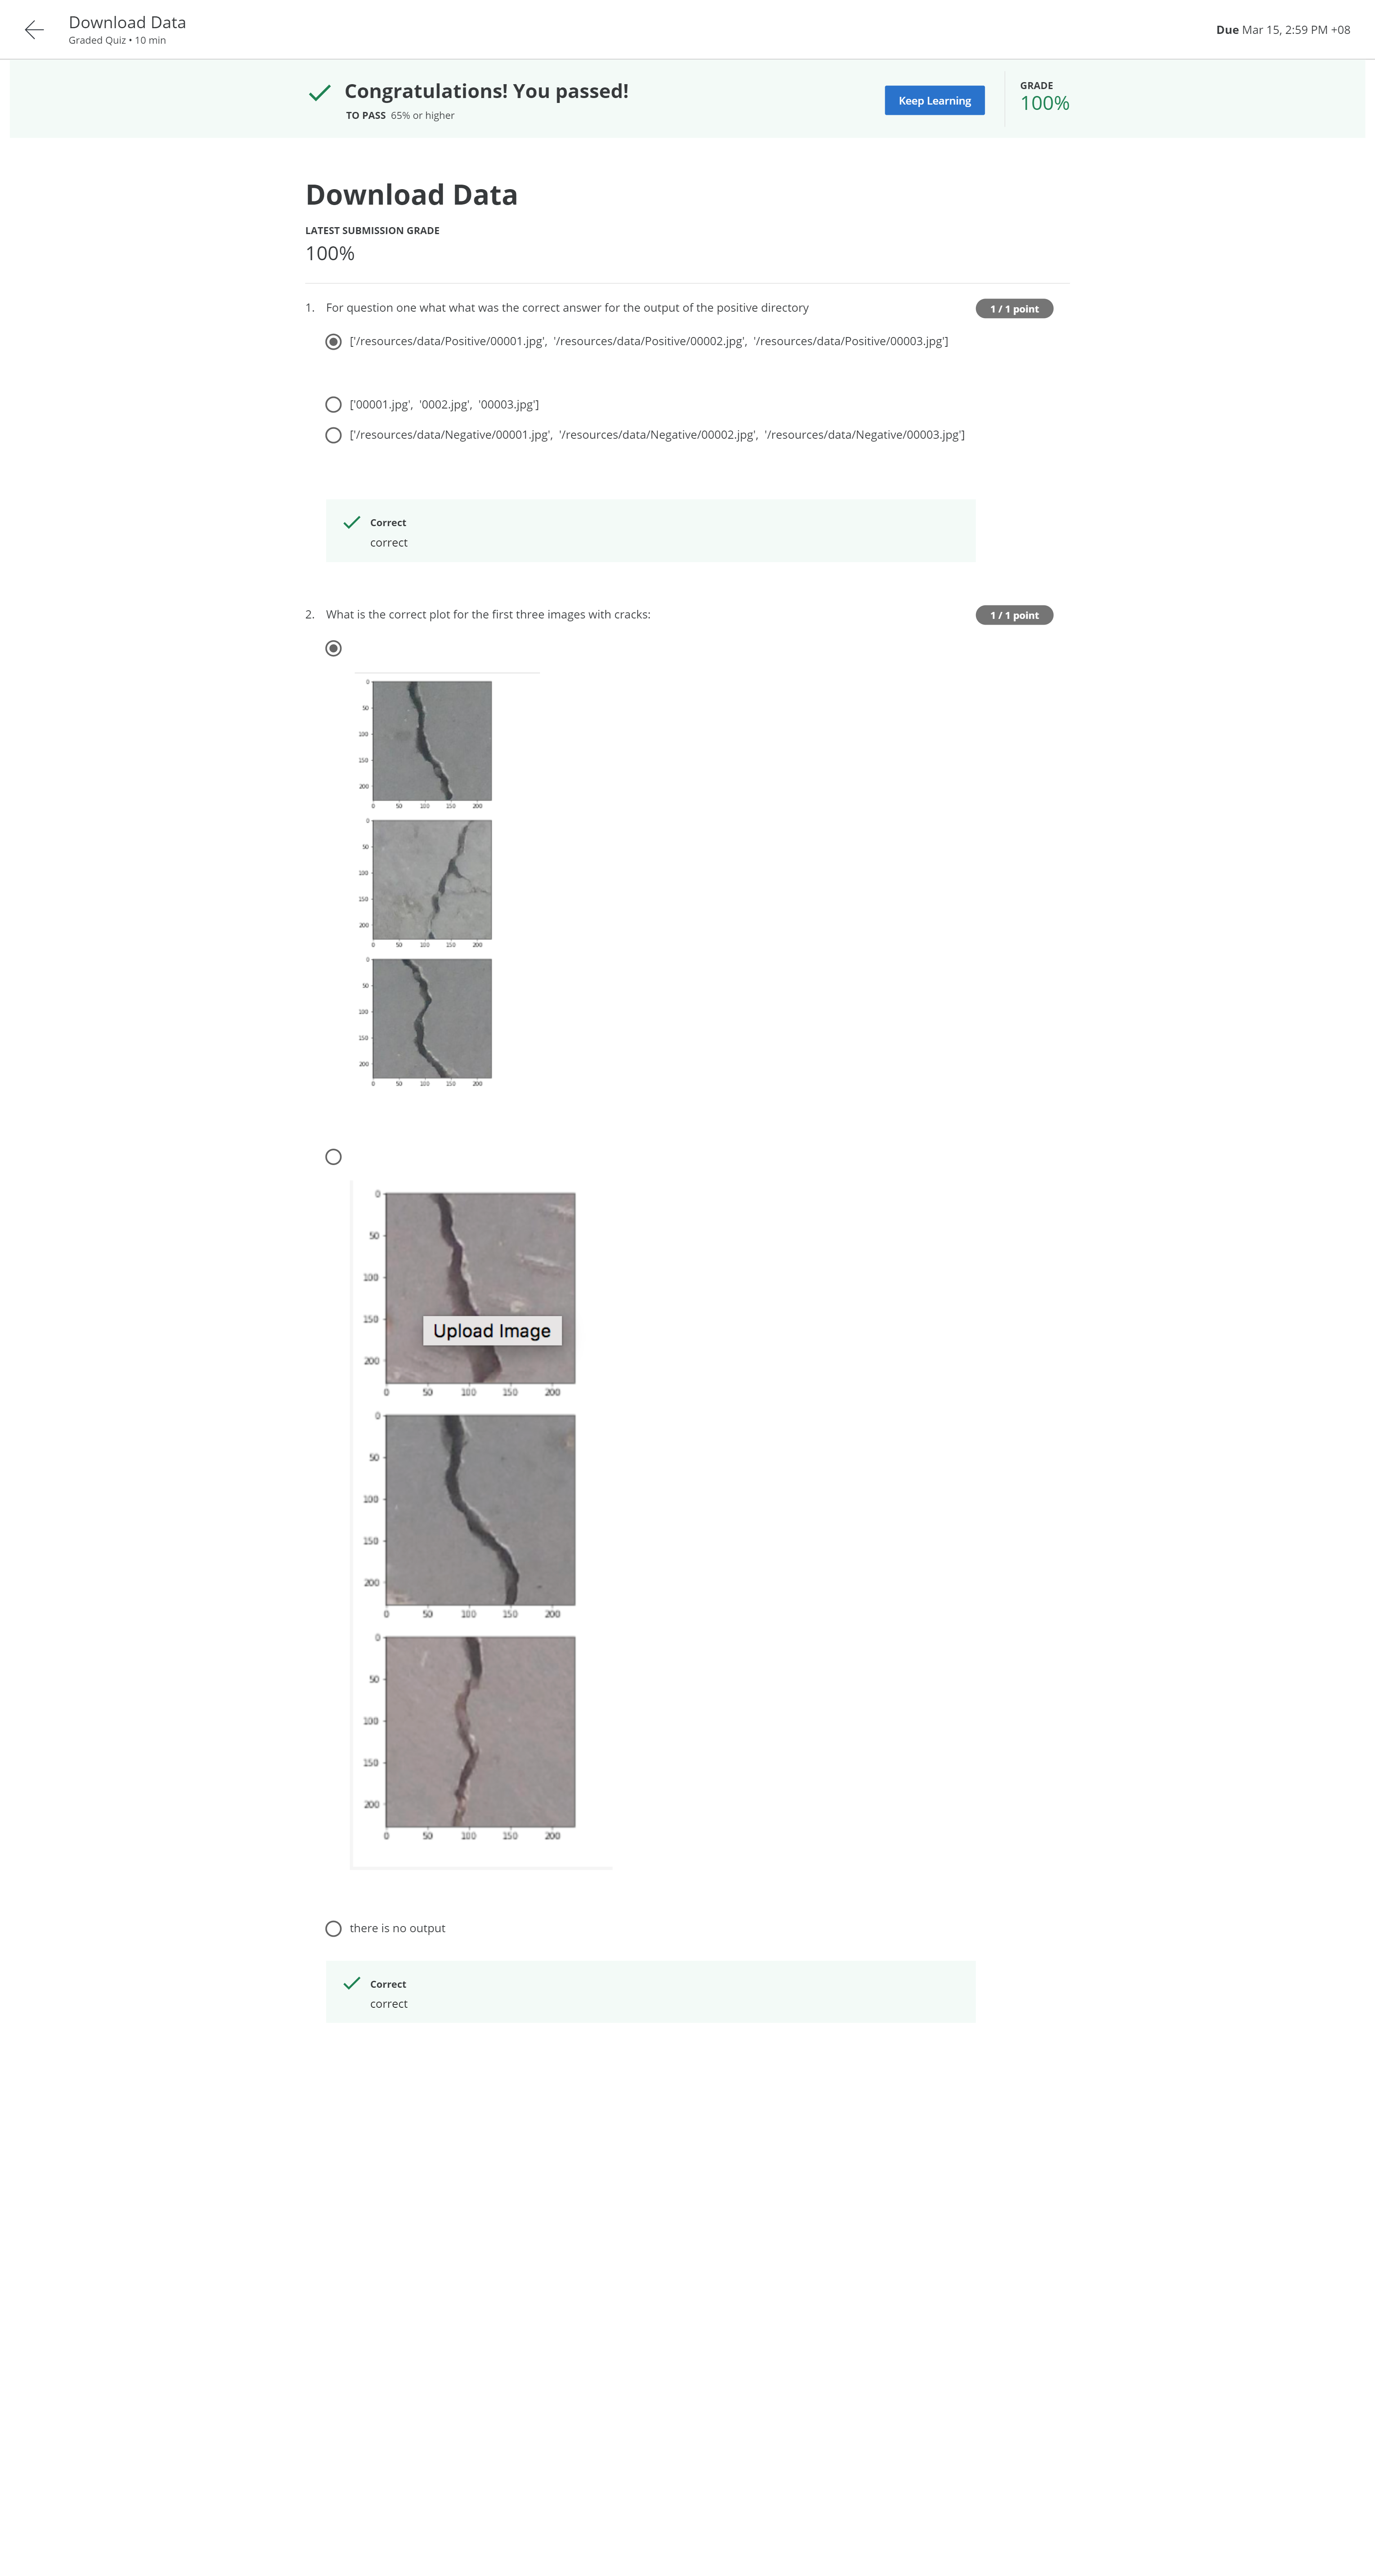 Download Data
Graded Quiz • 10 min
Due Mar 15, 2:59 PM +08
Congratulations! You passed!
TO PASS 65% or higher
Keep Learning
GRADE
100%
Download Data
LATEST SUBMISSION GRADE
100%
1. For question one what what was the correct answer for the output of the positive directory
1 / 1 point
['/resources/data/Positive/00001.jpg', '/resources/data/Positive/00002.jpg', '/resources/data/Positive/00003.jpg']
['00001.jpg', '0002.jpg', '00003.jpg']
['/resources/data/Negative/00001.jpg', '/resources/data/Negative/00002.jpg', '/resources/data/Negative/00003.jpg']
Correct
correct
2. What is the correct plot for the first three images with cracks:
1 / 1 point
0
50
100
150
200
0 50 100 150 200
0
50
100
150
200
0 50 100 150 200
0
50
100
150
200
0 50 100 150 200
0
50
100
150
Upload Image
200
0 50 100 150 200
0
50
100
150
200
0 50 100 150 200
0
50
100
150
200
0 50 100 150 200
there is no output
Correct
correct